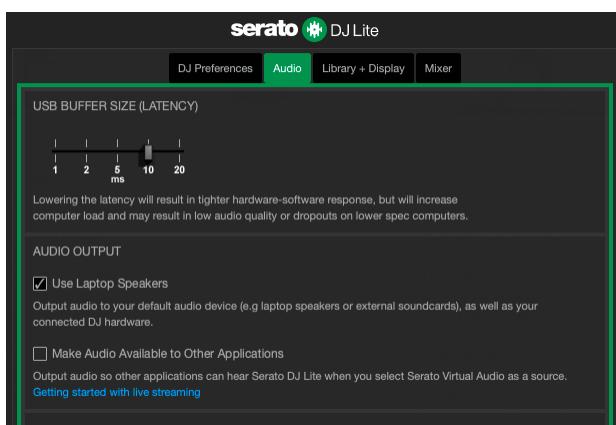 serato DJ Lite
DJ Preferences Audio Library + Display Mixer
USB BUFFER SIZE (LATENCY)
1 2 5 10 20
ms
Lowering the latency will result in tighter hardware-software response, but will increase
computer load and may result in low audio quality or dropouts on lower spec computers.
AUDIO OUTPUT
Use Laptop Speakers
Output audio to your default audio device (e.g laptop speakers or external soundcards), as well as your
connected DJ hardware.
Make Audio Available to Other Applications
Output audio so other applications can hear Serato DJ Lite when you select Serato Virtual Audio as a source.
Getting started with live streaming